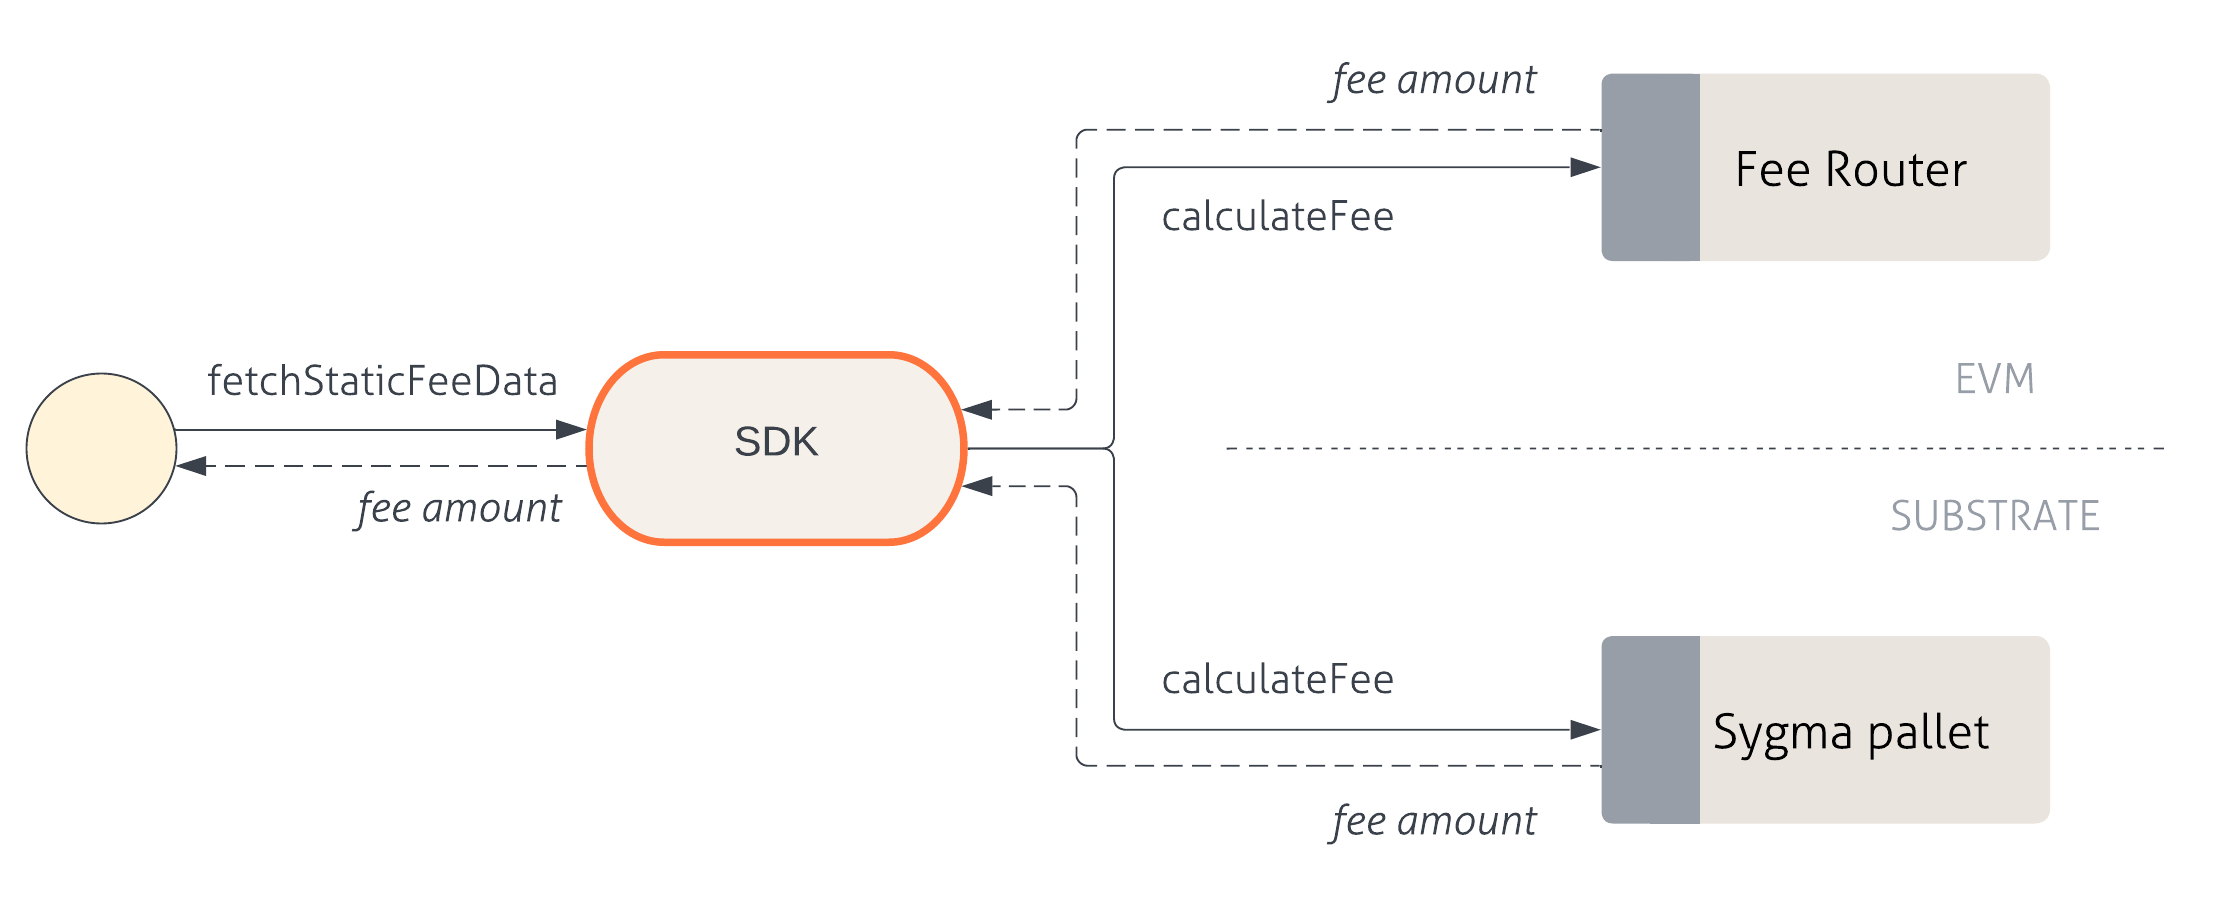 fee amount
Fee Router
calculateFee
fetchStaticFeeData
EVM
SDK
fee amount
SUBSTRATE
calculateFee
Sygma pallet
fee amount